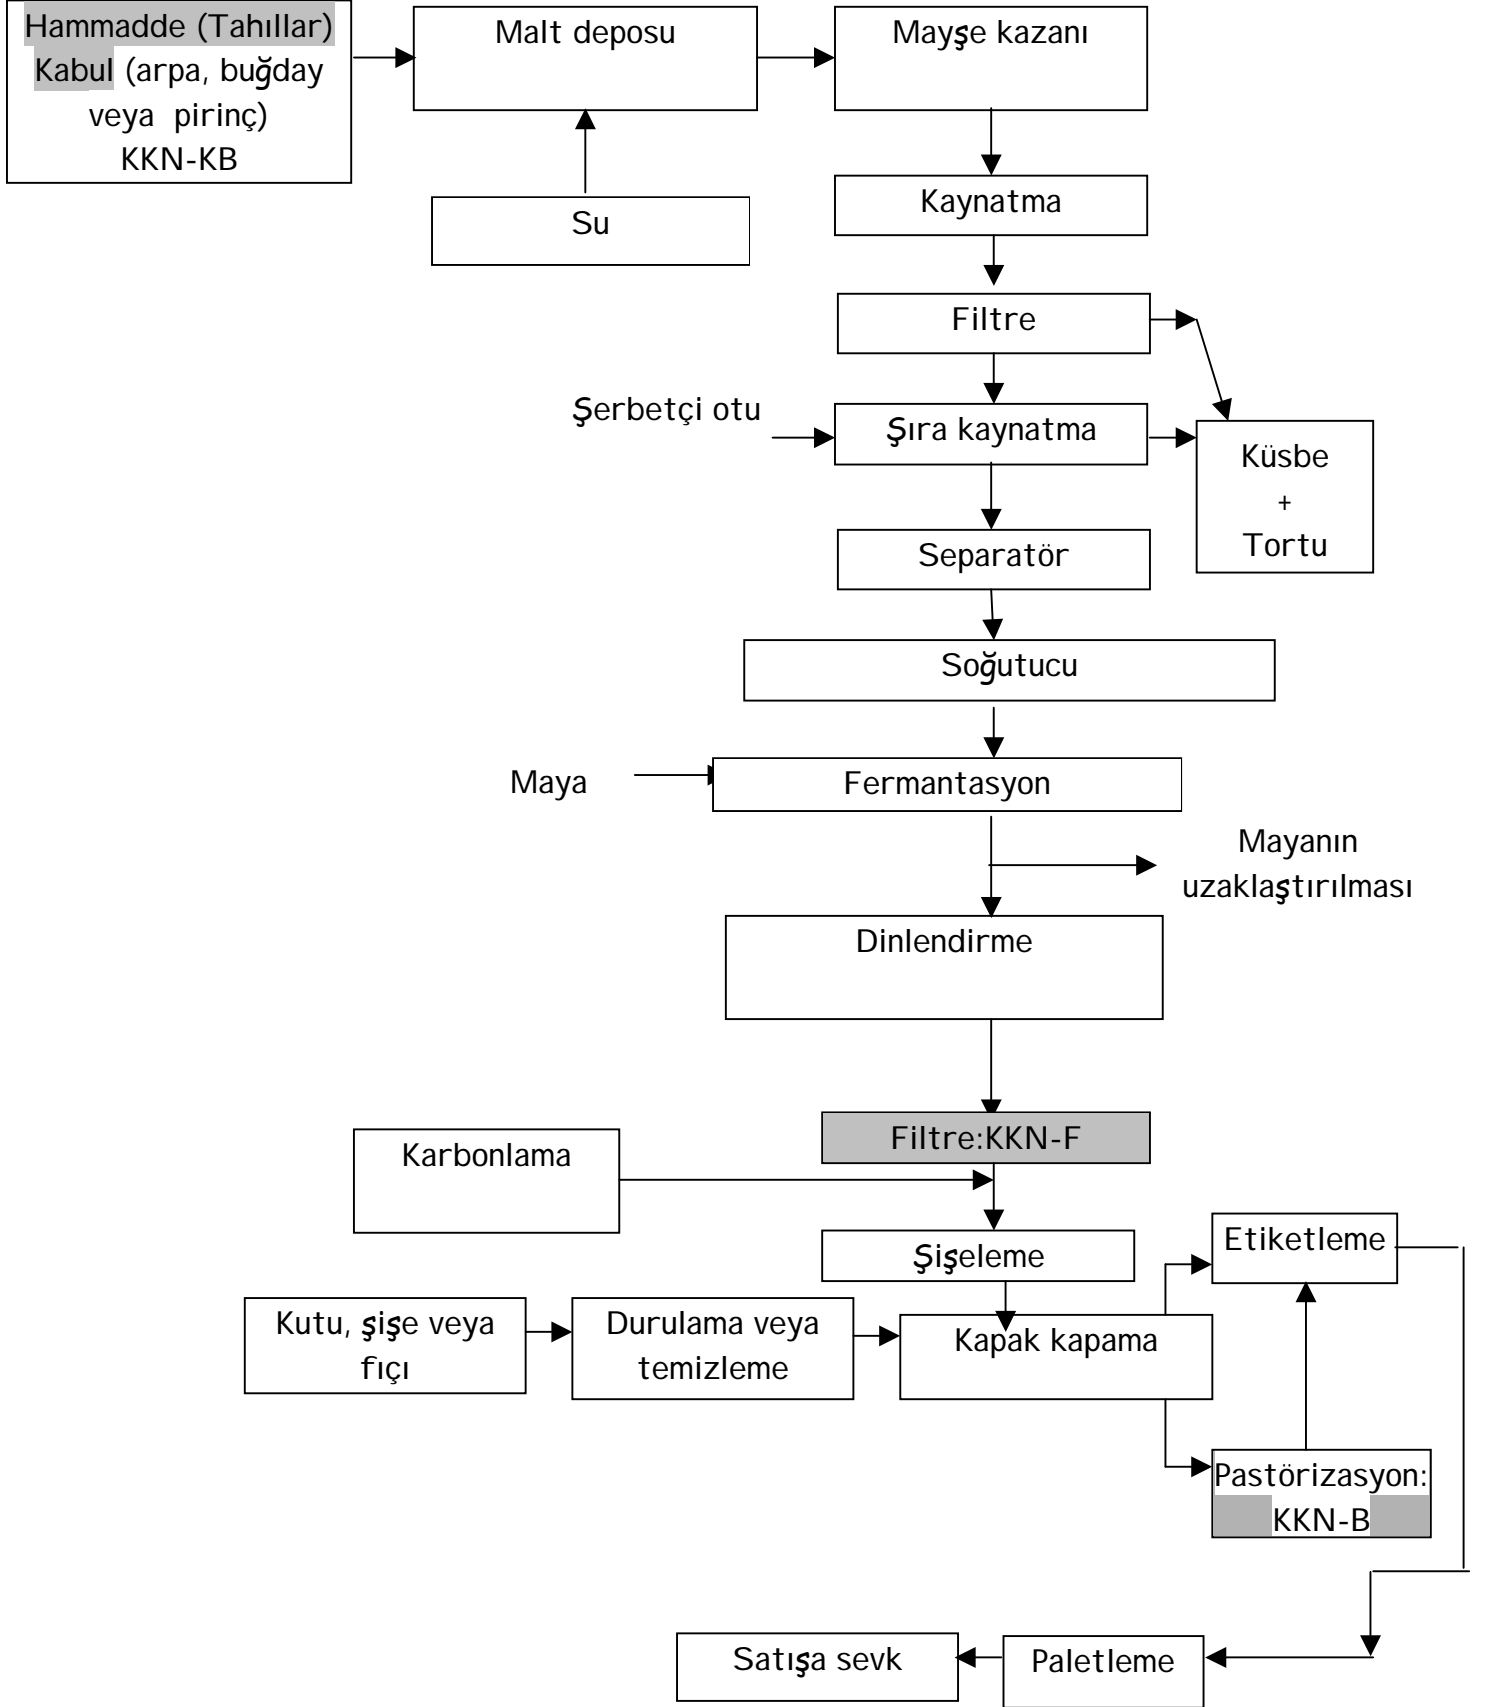 Hammadde (Tahıllar)
Kabul (arpa, buğday
veya pirinç)
KKN-KB
Malt deposu
Mayşe kazanı
Su
Kaynatma
Filtre
Şerbetçi otu
Şıra kaynatma
Küsbe
+
Tortu
Separatör
Soğutucu
Maya
Fermantasyon
Mayanın
uzaklaştırılması
Dinlendirme
Filtre:KKN-F
Karbonlama
Şişeleme
Etiketleme
Kutu, şişe veya
fıçı
Durulama veya
temizleme
Kapak kapama
Pastörizasyon:
KKN-B
Satışa sevk
Paletleme